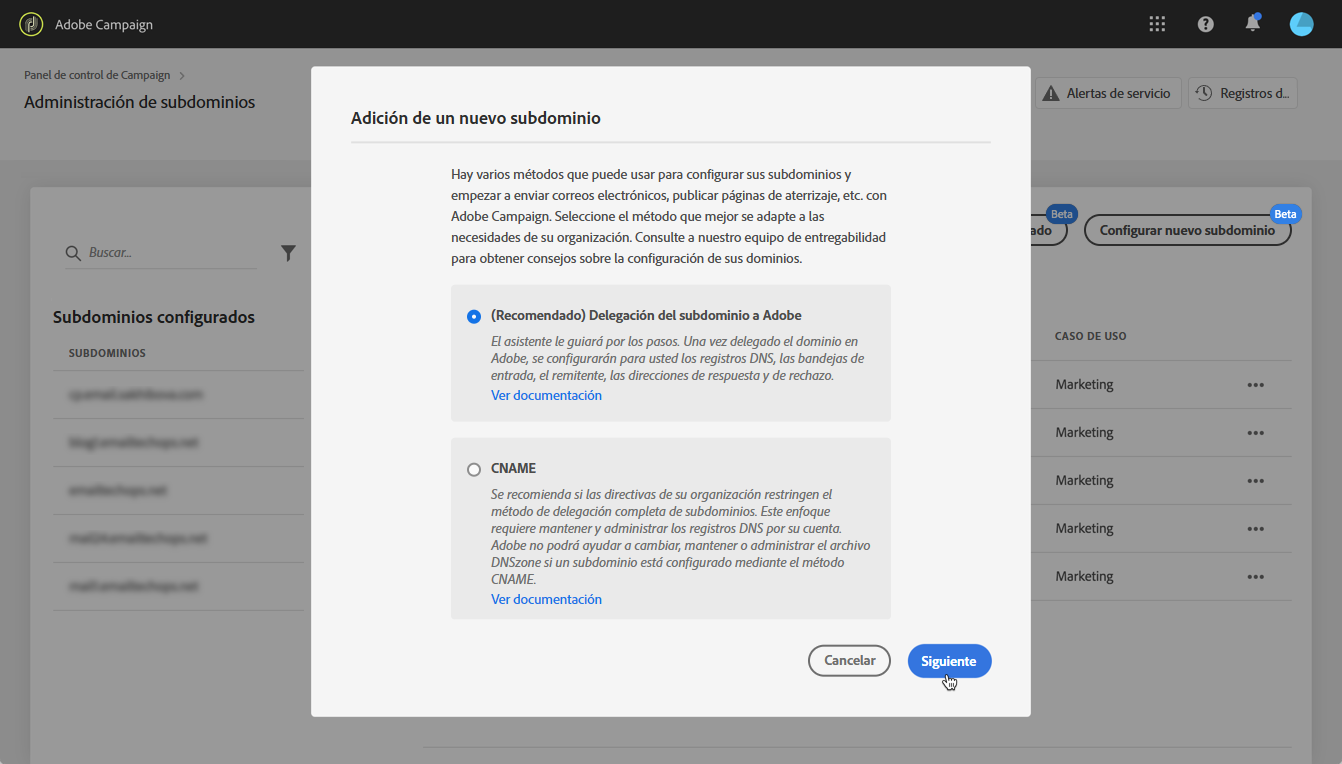 Adobe Campaign
Panel de control de Campaign
Administración de subdominios
Alertas de servicio
Registros d...
Adición de un nuevo subdominio
Hay varios métodos que puede usar para configurar sus subdominios y
empezar a enviar correos electrónicos, publicar páginas de aterrizaje, etc. con
Adobe Campaign. Seleccione el método que mejor se adapte a las
necesidades de su organización. Consulte a nuestro equipo de entregabilidad
para obtener consejos sobre la configuración de sus dominios.
Beta
Beta
ado
Configurar nuevo subdominio
Buscar...
(Recomendado) Delegación del subdominio a Adobe
El asistente le guiará por los pasos. Una vez delegado el dominio en
Adobe, se configurarán para usted los registros DNS, las bandejas de
entrada, el remitente, las direcciones de respuesta y de rechazo.
Ver documentación
Subdominios configurados
SUBDOMINIOS
CASO DE USO
Marketing
Marketing
Marketing
Marketing
Marketing
CNAME
Se recomienda si las directivas de su organización restringen el
método de delegación completa de subdominios. Este enfoque
requiere mantener y administrar los registros DNS por su cuenta.
Adobe no podrá ayudar a cambiar, mantener o administrar el archivo
DNSzone si un subdominio está configurado mediante el método
CNAME.
Ver documentación
Cancelar
Siguiente